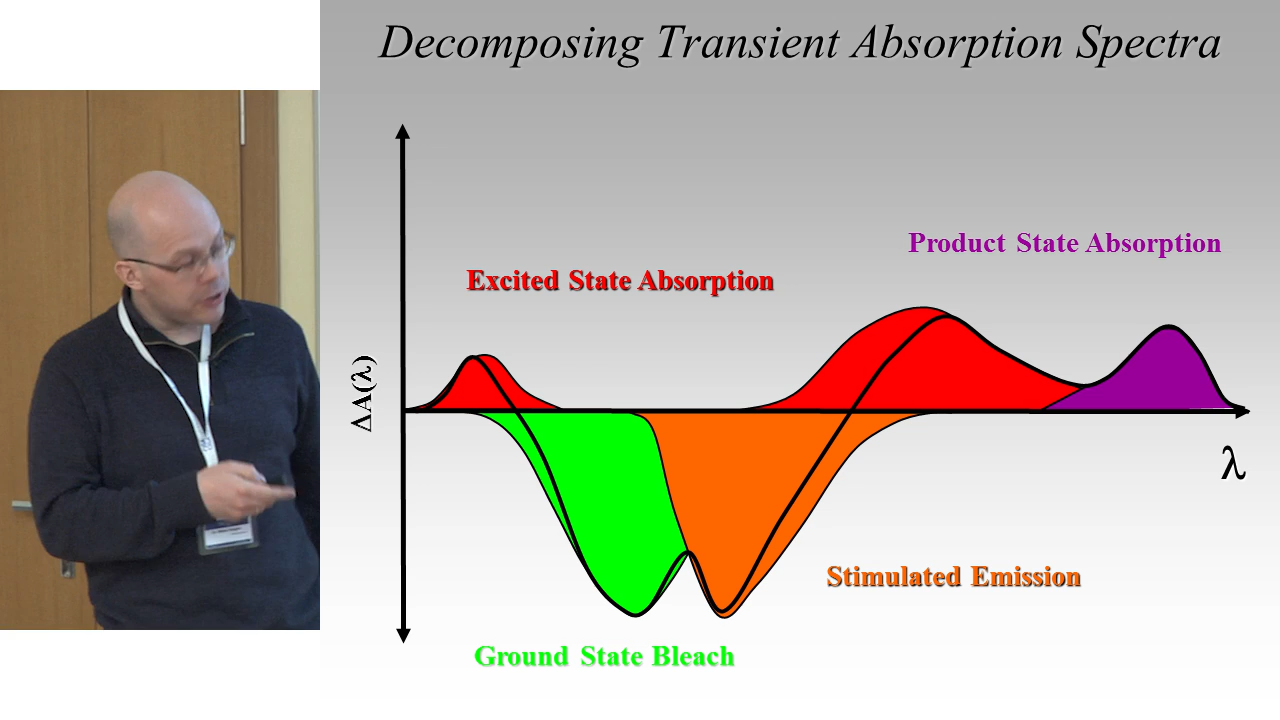 Decomposing Transient Absorption Spectra
Product State Absorption
Excited State Absorption
ΔA(λ)
λ
Stimulated Emission
Ground State Bleach